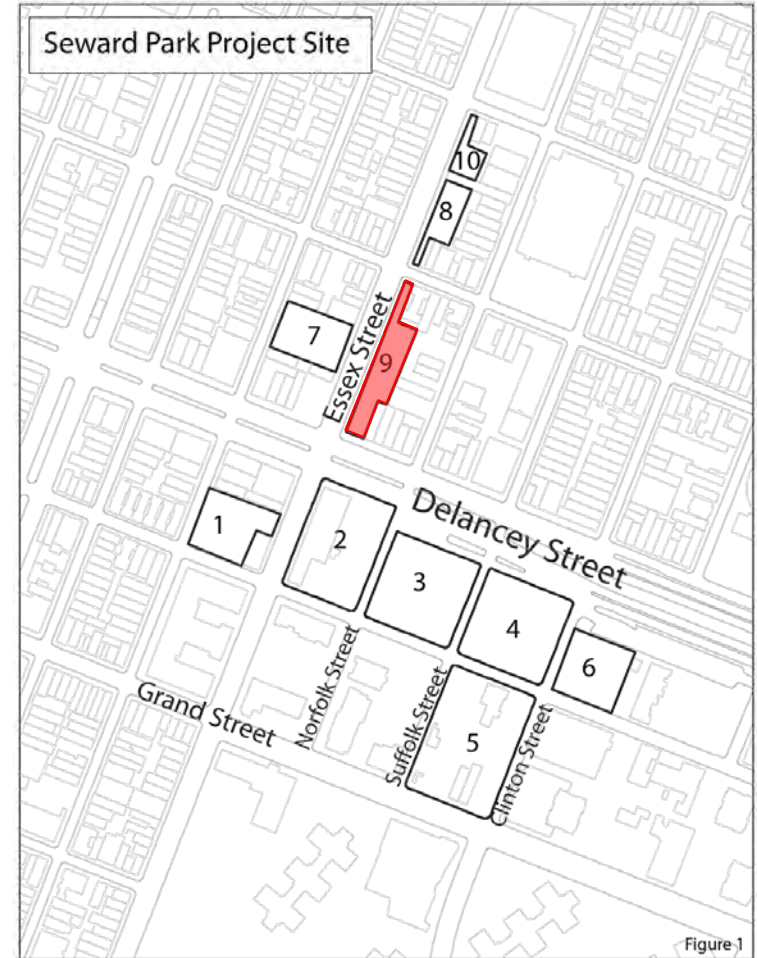 Seward Park Project Site
10
8
7
Essex Street
9
Delancey Street
1
2
3
4
6
Norfolk Street
Suffolk Street
Grand Street
5
Clinton Street
Figure 1